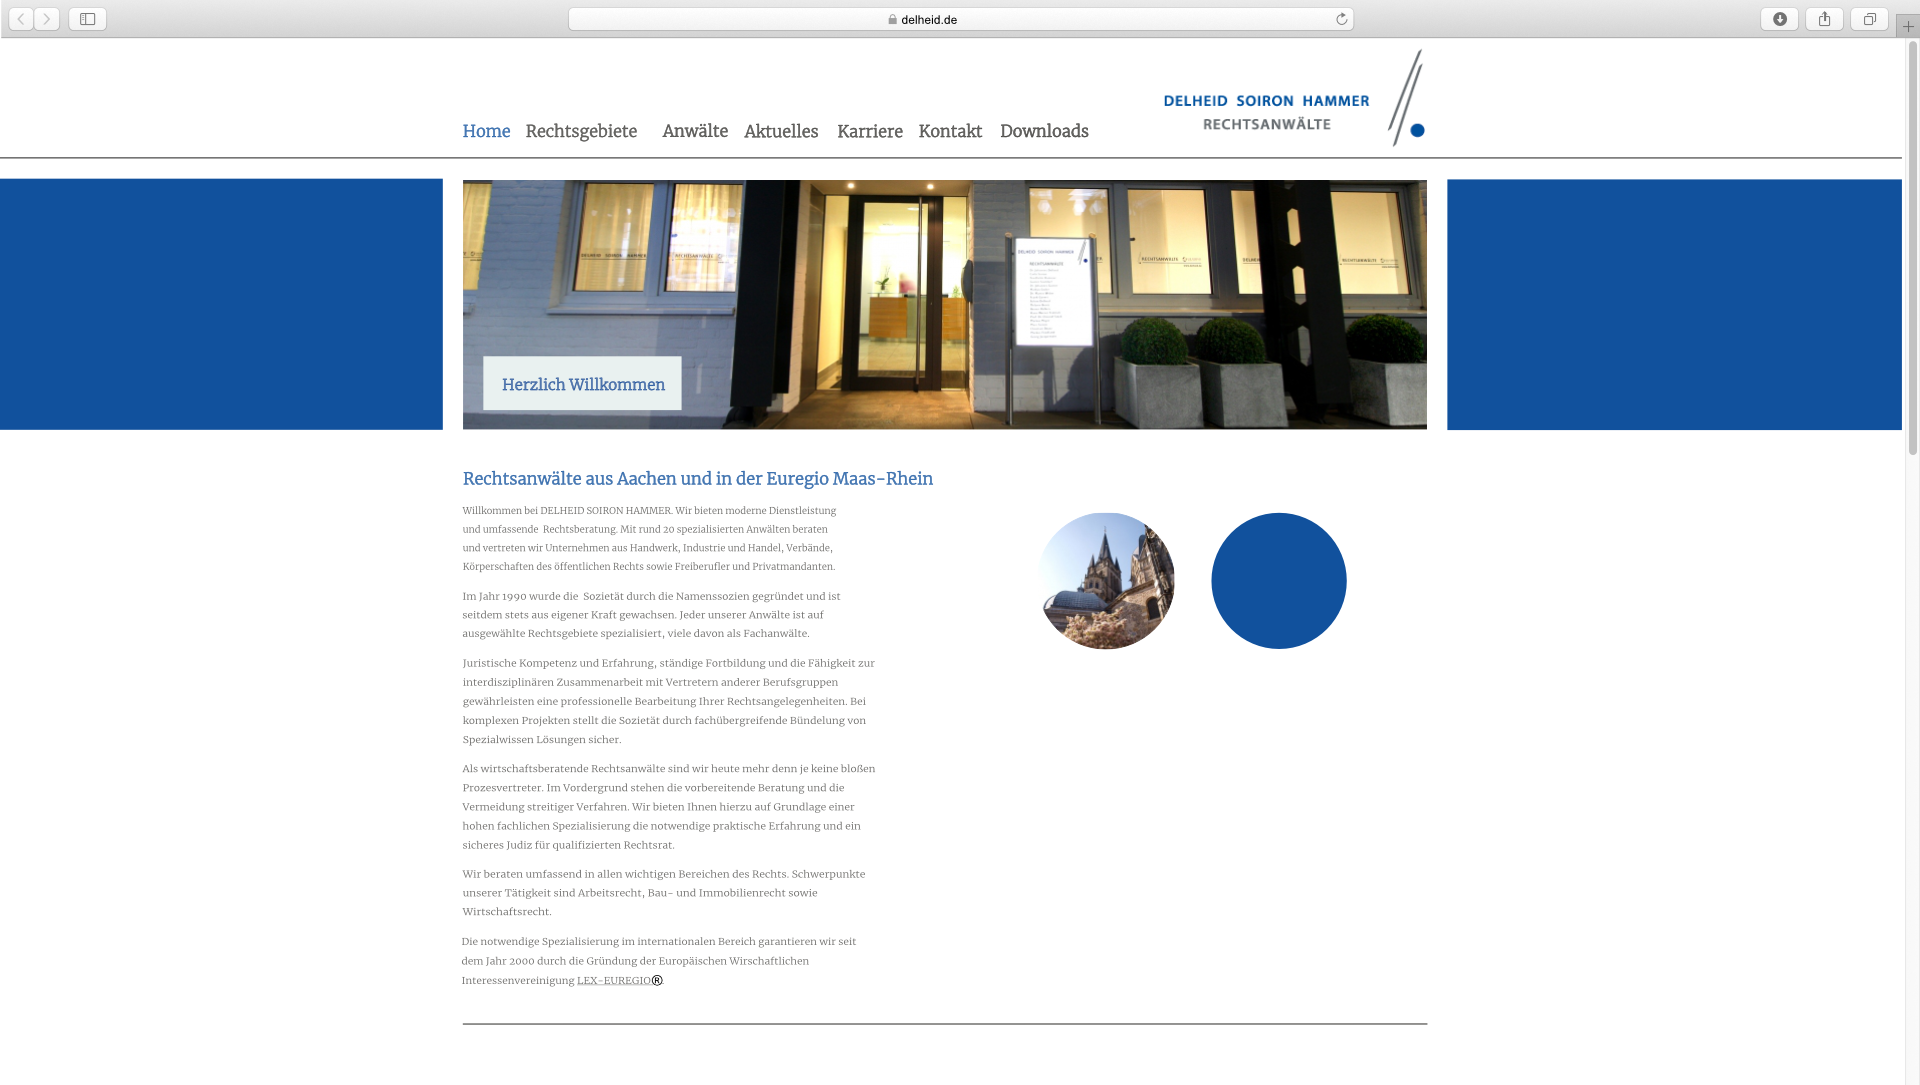 delheid.de
DELHEID SOIRON HAMMER
RECHTSANWÄLTE
Home Rechtsgebiete Anwälte Aktuelles Karriere Kontakt Downloads
DELHEID SOIRON HAMMER
RECHTSANWÄLTE
DELHEID SOIRON HAMMER
RECHTSANWÄLTE
RECHTSANWÄLTE
RECHTSANWÄLTE
Herzlich Willkommen
Rechtsanwälte aus Aachen und in der Euregio Maas-Rhein
Willkommen bei DELHEID SOIRON HAMMER. Wir bieten moderne Dienstleistung
und umfassende Rechtsberatung. Mit rund 20 spezialisierten Anwälten beraten
und vertreten wir Unternehmen aus Handwerk, Industrie und Handel, Verbände,
Körperschaften des öffentlichen Rechts sowie Freiberufler und Privatmandanten.
Im Jahr 1990 wurde die Sozietät durch die Namenssozien gegründet und ist
seitdem stets aus eigener Kraft gewachsen. Jeder unserer Anwälte ist auf
ausgewählte Rechtsgebiete spezialisiert, viele davon als Fachanwälte.
Juristische Kompetenz und Erfahrung, ständige Fortbildung und die Fähigkeit zur
interdisziplinären Zusammenarbeit mit Vertretern anderer Berufsgruppen
gewährleisten eine professionelle Bearbeitung Ihrer Rechtsangelegenheiten. Bei
komplexen Projekten stellt die Sozietät durch fachübergreifende Bündelung von
Spezialwissen Lösungen sicher.
Als wirtschaftsberatende Rechtsanwälte sind wir heute mehr denn je keine bloßen
Prozesvertreter. Im Vordergrund stehen die vorbereitende Beratung und die
Vermeidung streitiger Verfahren. Wir bieten Ihnen hierzu auf Grundlage einer
hohen fachlichen Spezialisierung die notwendige praktische Erfahrung und ein
sicheres Judiz für qualifizierten Rechtsrat.
Wir beraten umfassend in allen wichtigen Bereichen des Rechts. Schwerpunkte
unserer Tätigkeit sind Arbeitsrecht, Bau- und Immobilienrecht sowie
Wirtschaftsrecht.
Die notwendige Spezialisierung im internationalen Bereich garantieren wir seit
dem Jahr 2000 durch die Gründung der Europäischen Wirschaftlichen
Interessenvereinigung LEX-EUREGIO®.